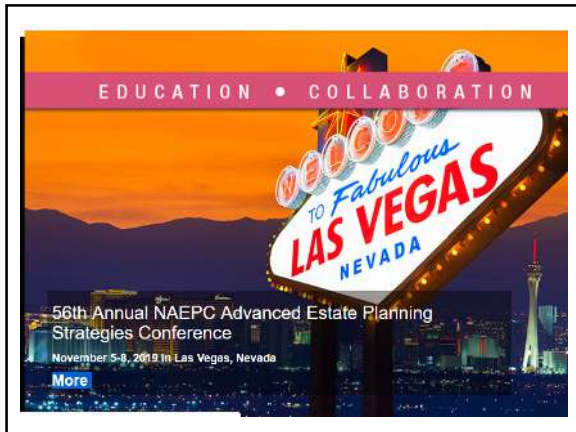 EDUCATION • COLLABORATION
WELCOME
TO Fabulous
LAS VEGAS
NEVADA
56th Annual NAEPC Advanced Estate Planning
Strategies Conference
November 5-8, 2019 in Las Vegas, Nevada
More